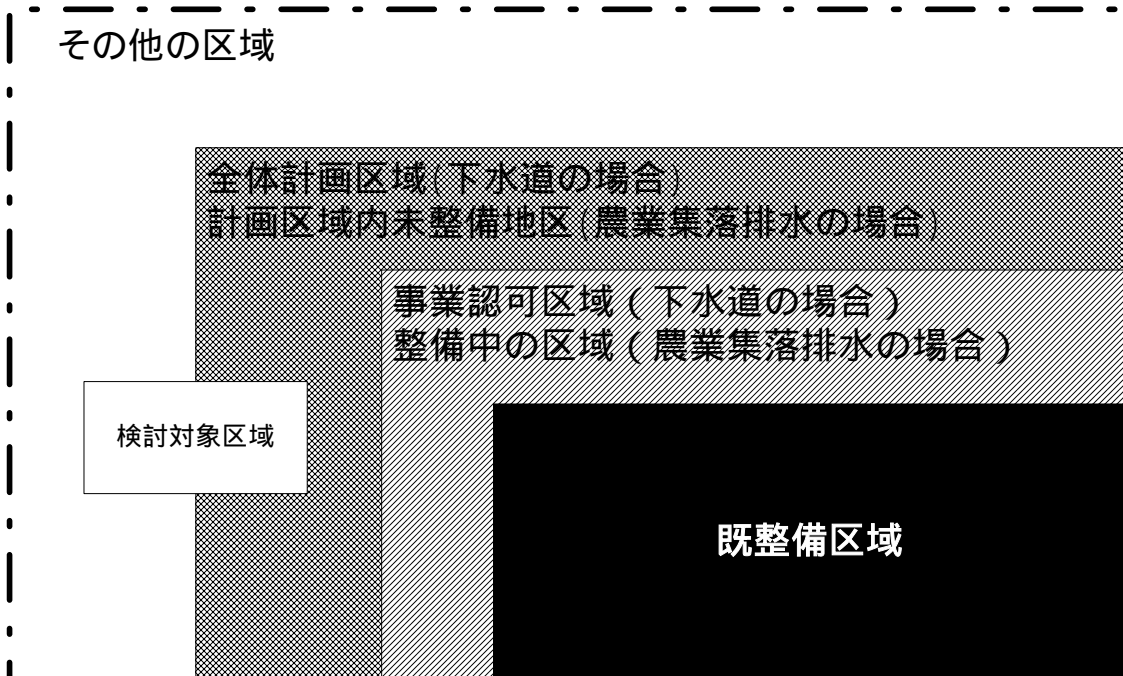 その他の区域
全体計画区域(下水道の場合)
計画区域内未整備地区(農業集落排水の場合)
事業認可区域(下水道の場合)
整備中の区域(農業集落排水の場合)
検討対象区域
既整備区域